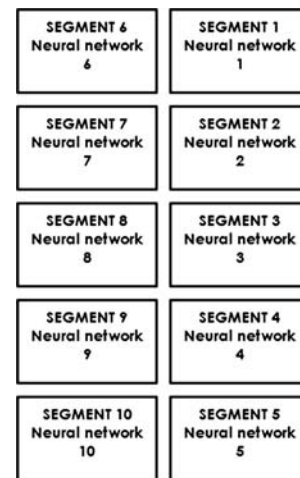 SEGMENT 6
Neural network
6
SEGMENT 1
Neural network
1
SEGMENT 7
Neural network
7
SEGMENT 2
Neural network
2
SEGMENT 8
Neural network
8
SEGMENT 3
Neural network
3
SEGMENT 9
Neural network
9
SEGMENT 4
Neural network
4
SEGMENT 10
Neural network
10
SEGMENT 5
Neural network
5